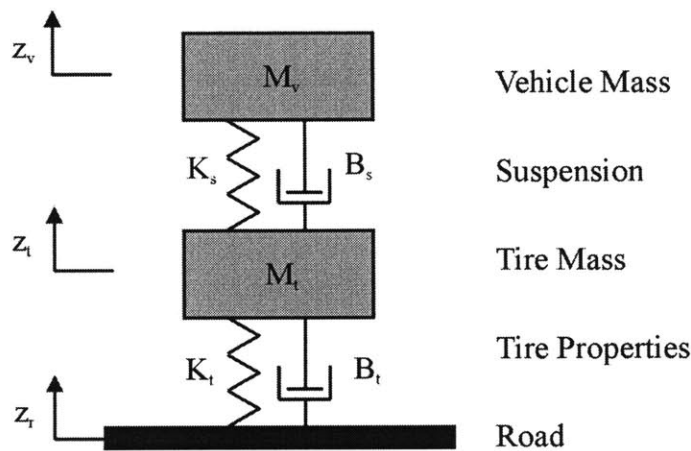 z_v
M_v
Vehicle Mass
K_s
B_s
Suspension
z_t
M_t
Tire Mass
K_t
B_t
Tire Properties
z_r
Road